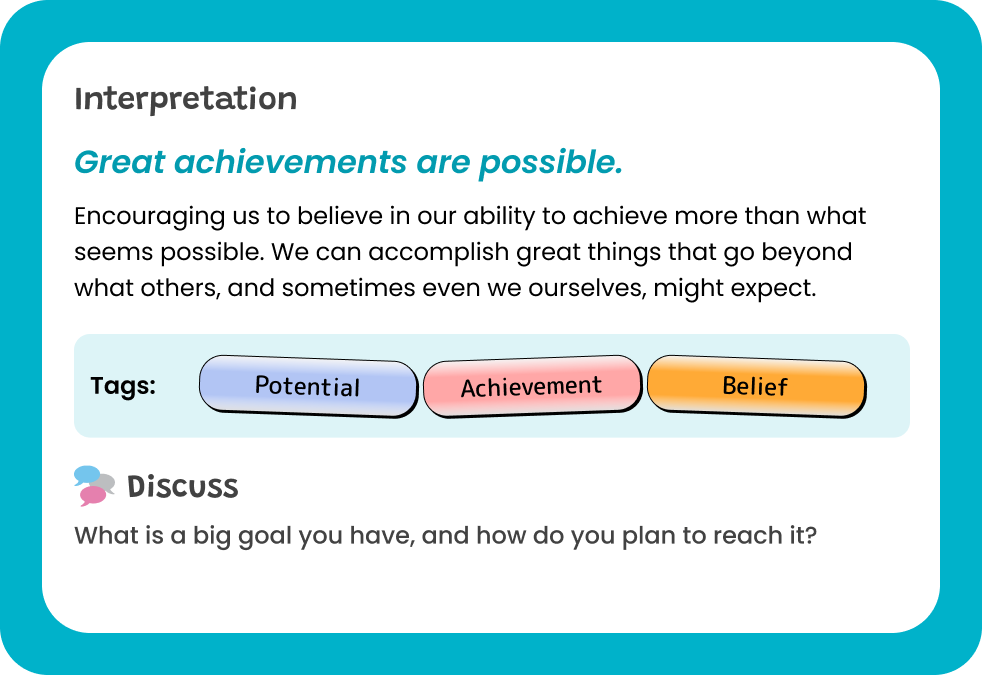 Interpretation
Great achievements are possible.
Encouraging us to believe in our ability to achieve more than what
seems possible. We can accomplish great things that go beyond
what others, and sometimes even we ourselves, might expect.
Tags: Potential Achievement Belief
Discuss
What is a big goal you have, and how do you plan to reach it?